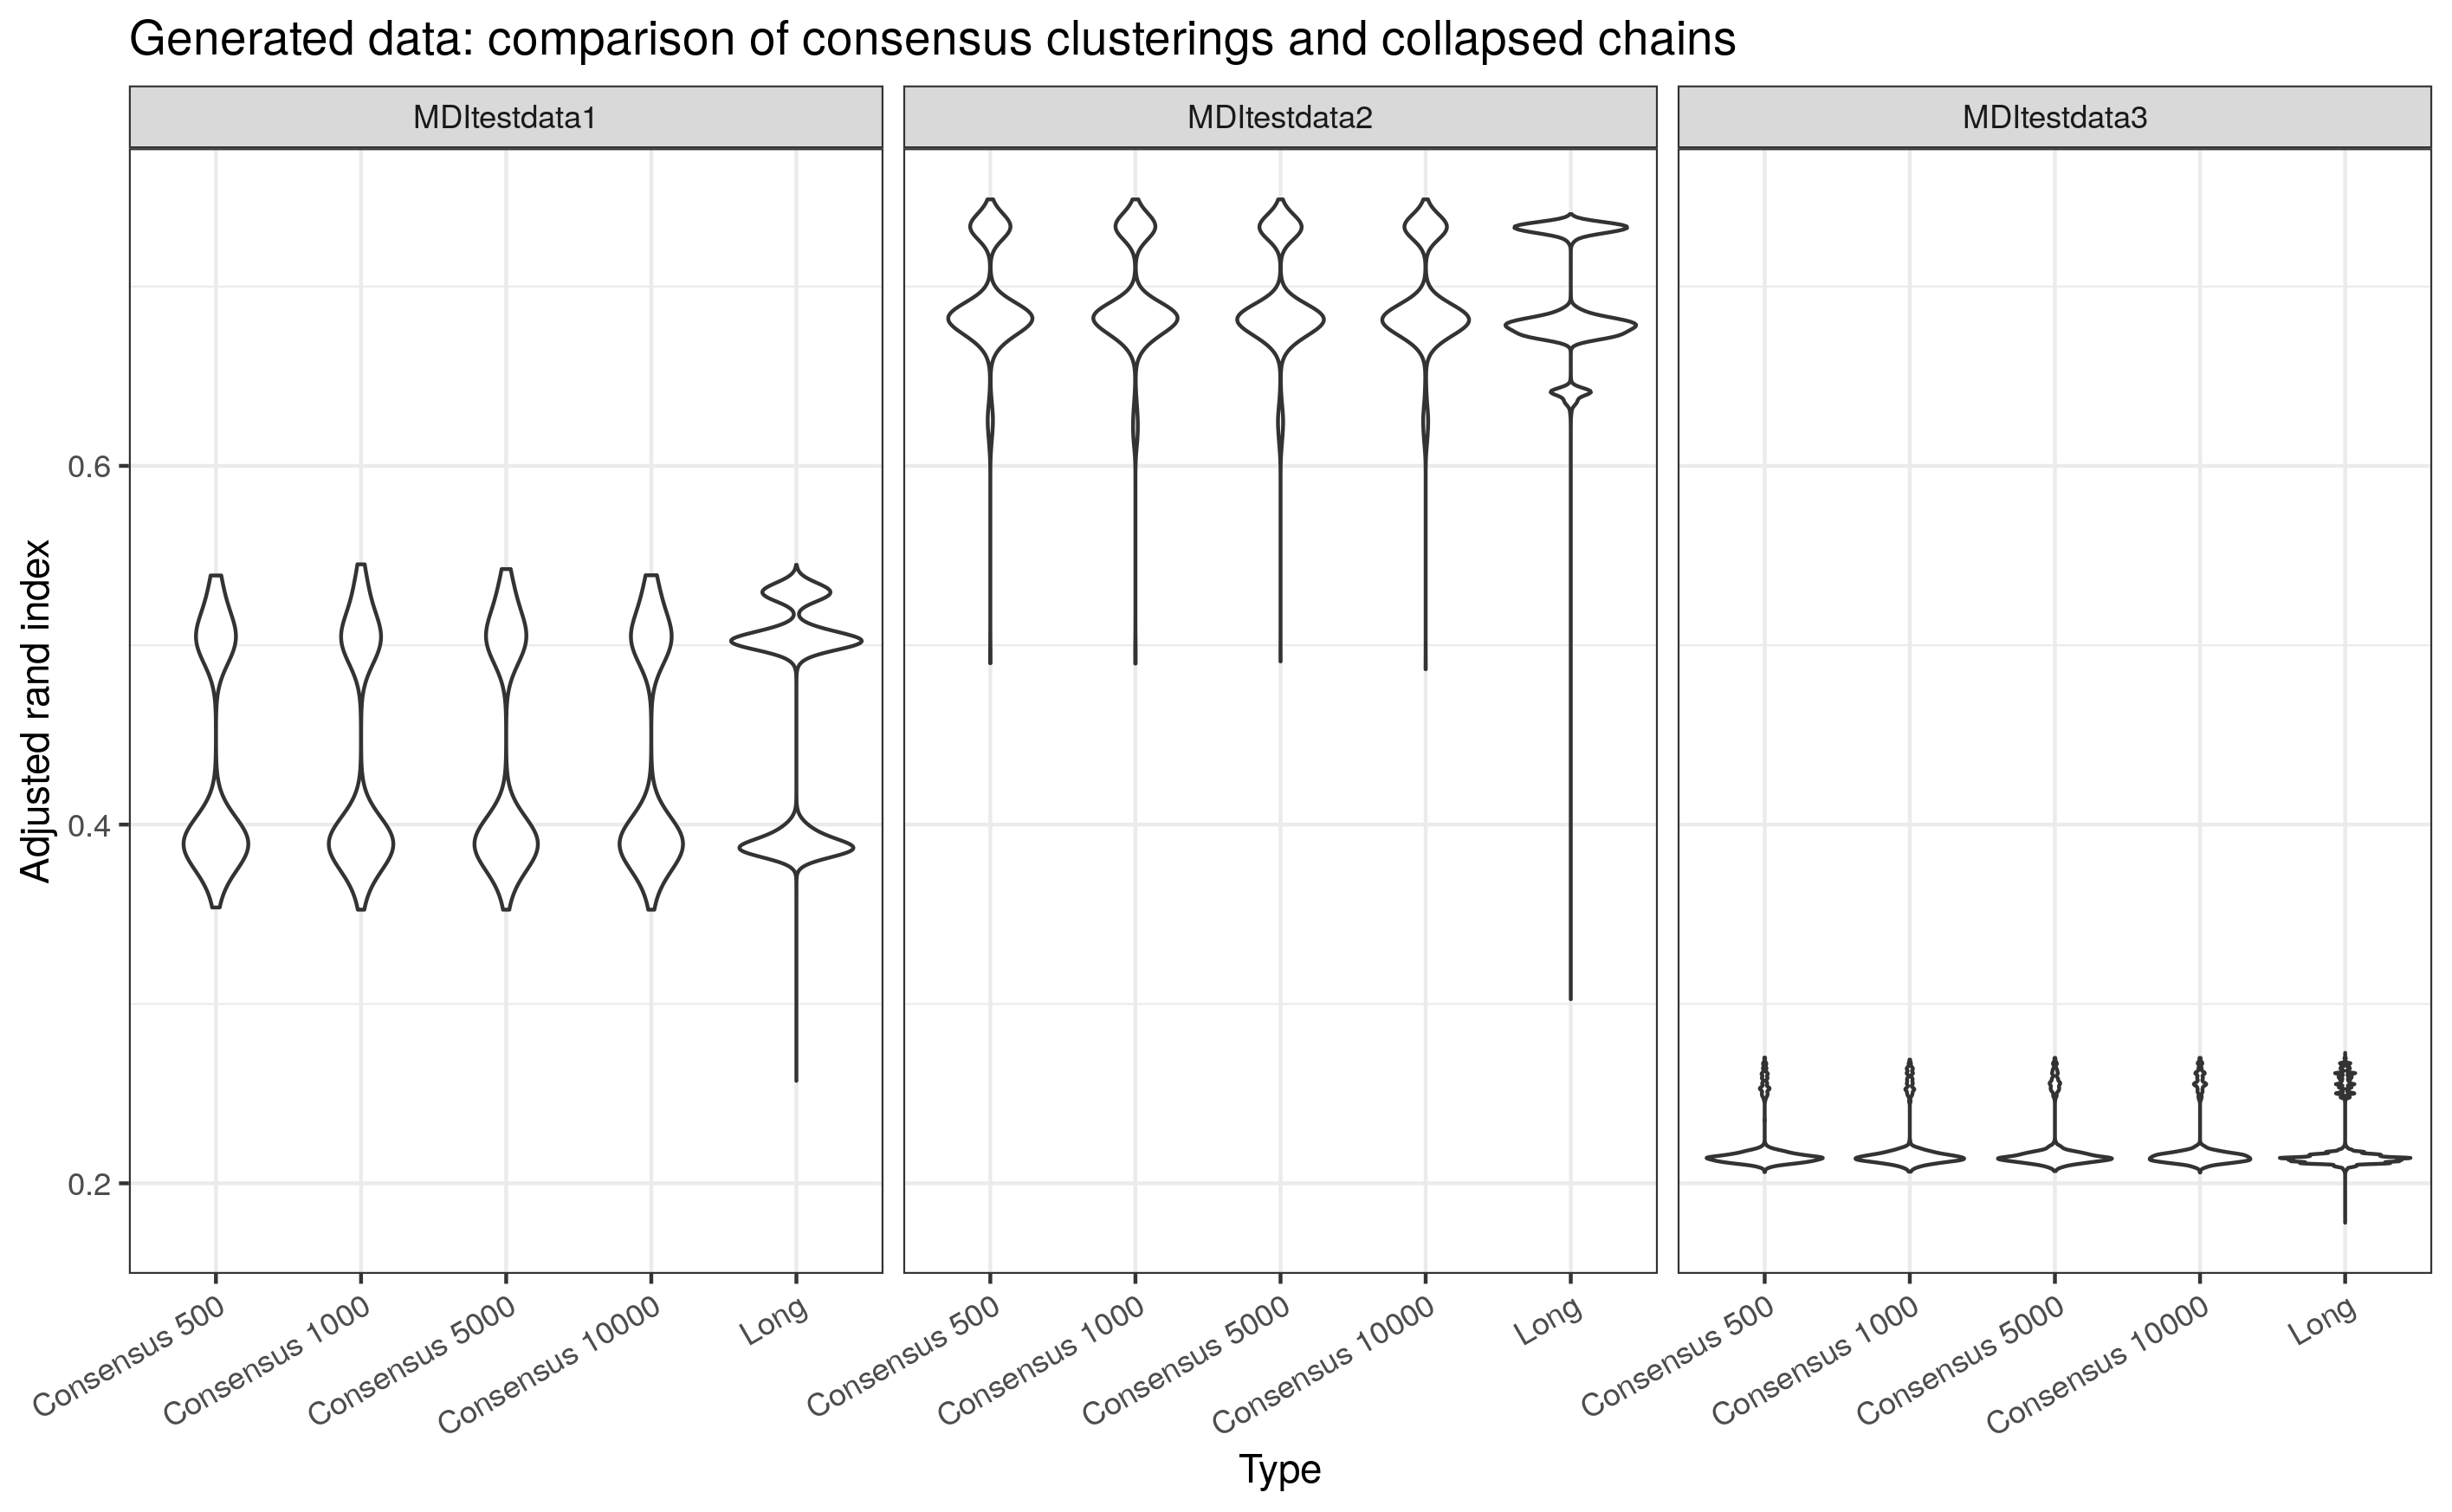 Generated data: comparison of consensus clusterings and collapsed chains
MDItestdata1
MDItestdata2
MDItestdata3
Adjusted rand index
0.6
0.4
0.2
Consensus 500
Consensus 1000
Consensus 5000
Consensus 10000
Long
Consensus 500
Consensus 1000
Consensus 5000
Consensus 10000
Long
Consensus 500
Consensus 1000
Consensus 5000
Consensus 10000
Long
Type